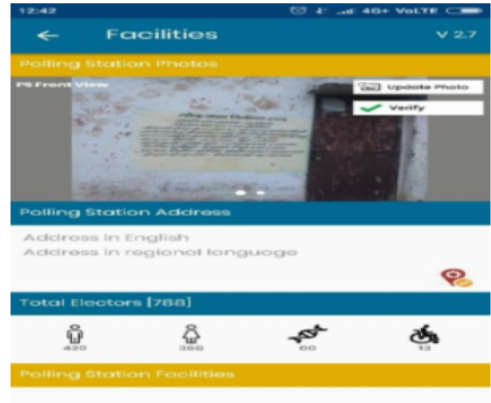 12:42
4G+ VoLTE
Facilities
V 2.7
Polling Station Photos
PS Front View
Update Photo
Verify
Polling Station Address
Address in English
Address in regional language
Total Electors [788]
420
368
60
13
Polling Station Facilities